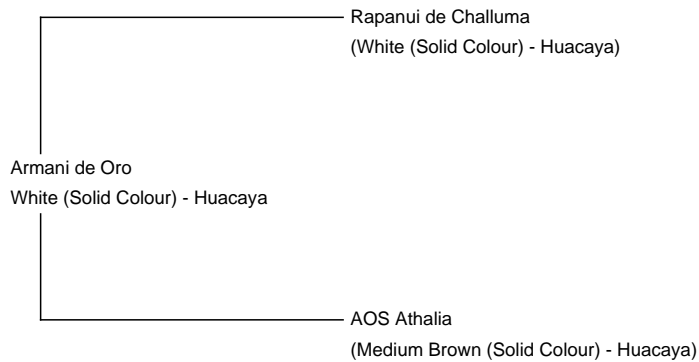 Rapanui de Challuma
(White (Solid Colour) - Huacaya)
Armani de Oro
White (Solid Colour) - Huacaya
AOS Athalia
(Medium Brown (Solid Colour) - Huacaya)